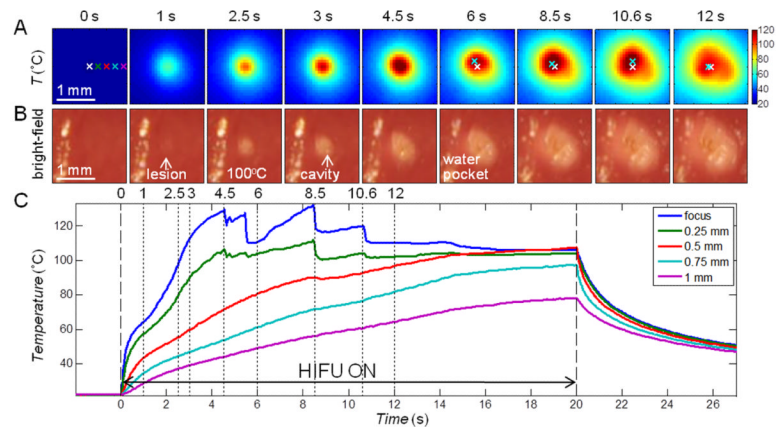 0 s 1 s 2.5 s 3 s 4.5 s 6 s 8.5 s 10.6 s 12 s
A
T (°C)
1 mm
120
100
80
60
40
20
B
bright-field
1 mm
lesion
100°C
cavity
water
pocket
0 1 2.5 3 4.5 6 8.5 10.6 12
C
Temperature (°C)
120
100
80
60
40
focus
0.25 mm
0.5 mm
0.75 mm
1 mm
HIFU ON
0 2 4 6 8 10 12 14 16 18 20 22 24 26
Time (s)